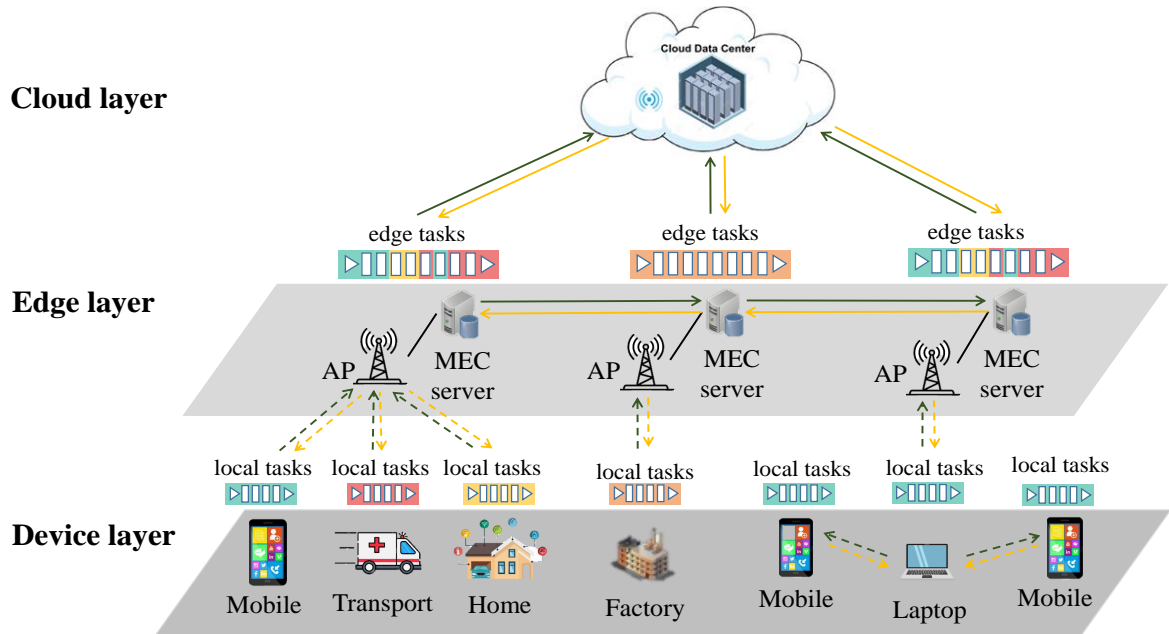 Cloud Data Center
Cloud layer
edge tasks
edge tasks
edge tasks
Edge layer
AP
MEC
server
AP
MEC
server
AP
MEC
server
local tasks
local tasks
local tasks
local tasks
local tasks
local tasks
local tasks
Device layer
Mobile
Transport
Home
Factory
Mobile
Laptop
Mobile